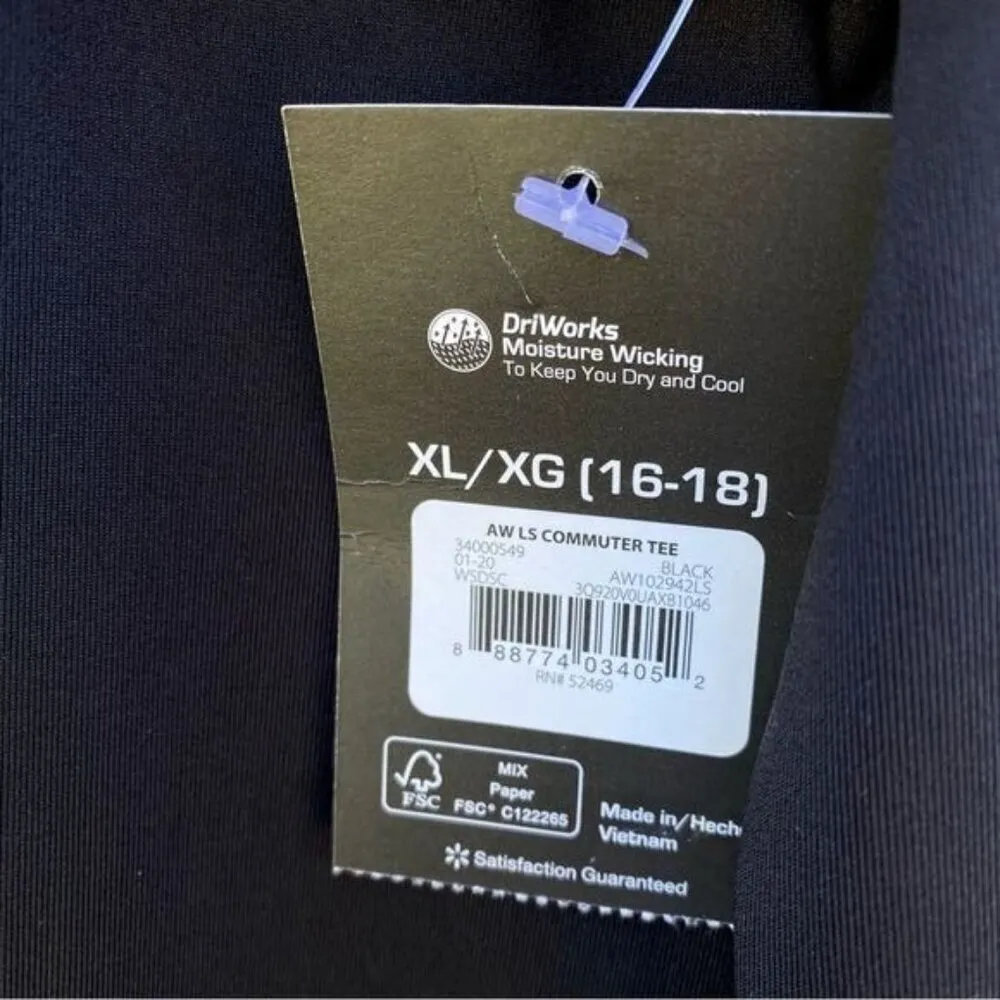 DriWorks
Moisture Wicking
To Keep You Dry and Cool
XL/XG (16-18)
AW LS COMMUTER TEE
34000549 BLACK
01-20 AW102942LS
WSDSC 3Q920V0UAXB1046
8 88774 03405 2
RN# 52469
FSC
MIX
Paper
FSC® C122265
Made in/Hech
Vietnam
Satisfaction Guaranteed